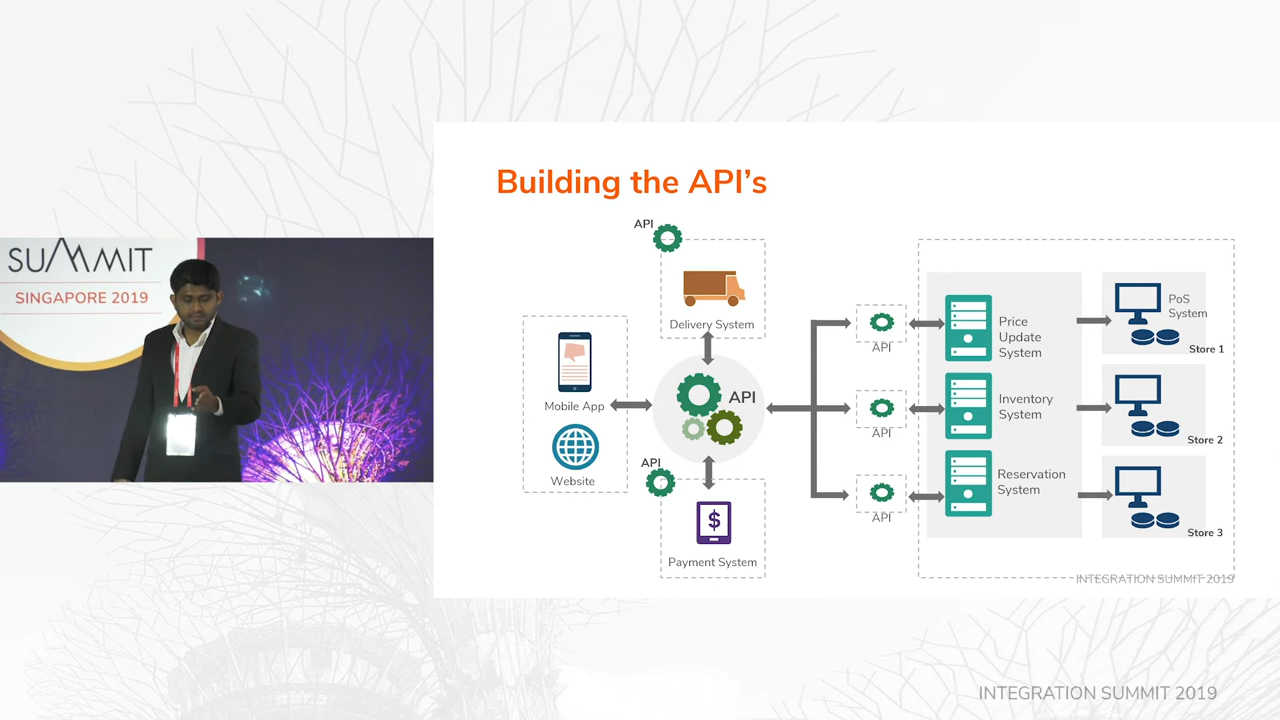 SUMMIT
SINGAPORE 2019
Building the API's
API
Delivery System
Mobile App
Website
API
API
Payment System
API
API
API
Price
Update
System
Inventory
System
Reservation
System
PoS
System
Store 1
Store 2
Store 3
INTEGRATION SUMMIT 2019
INTEGRATION SUMMIT 2019